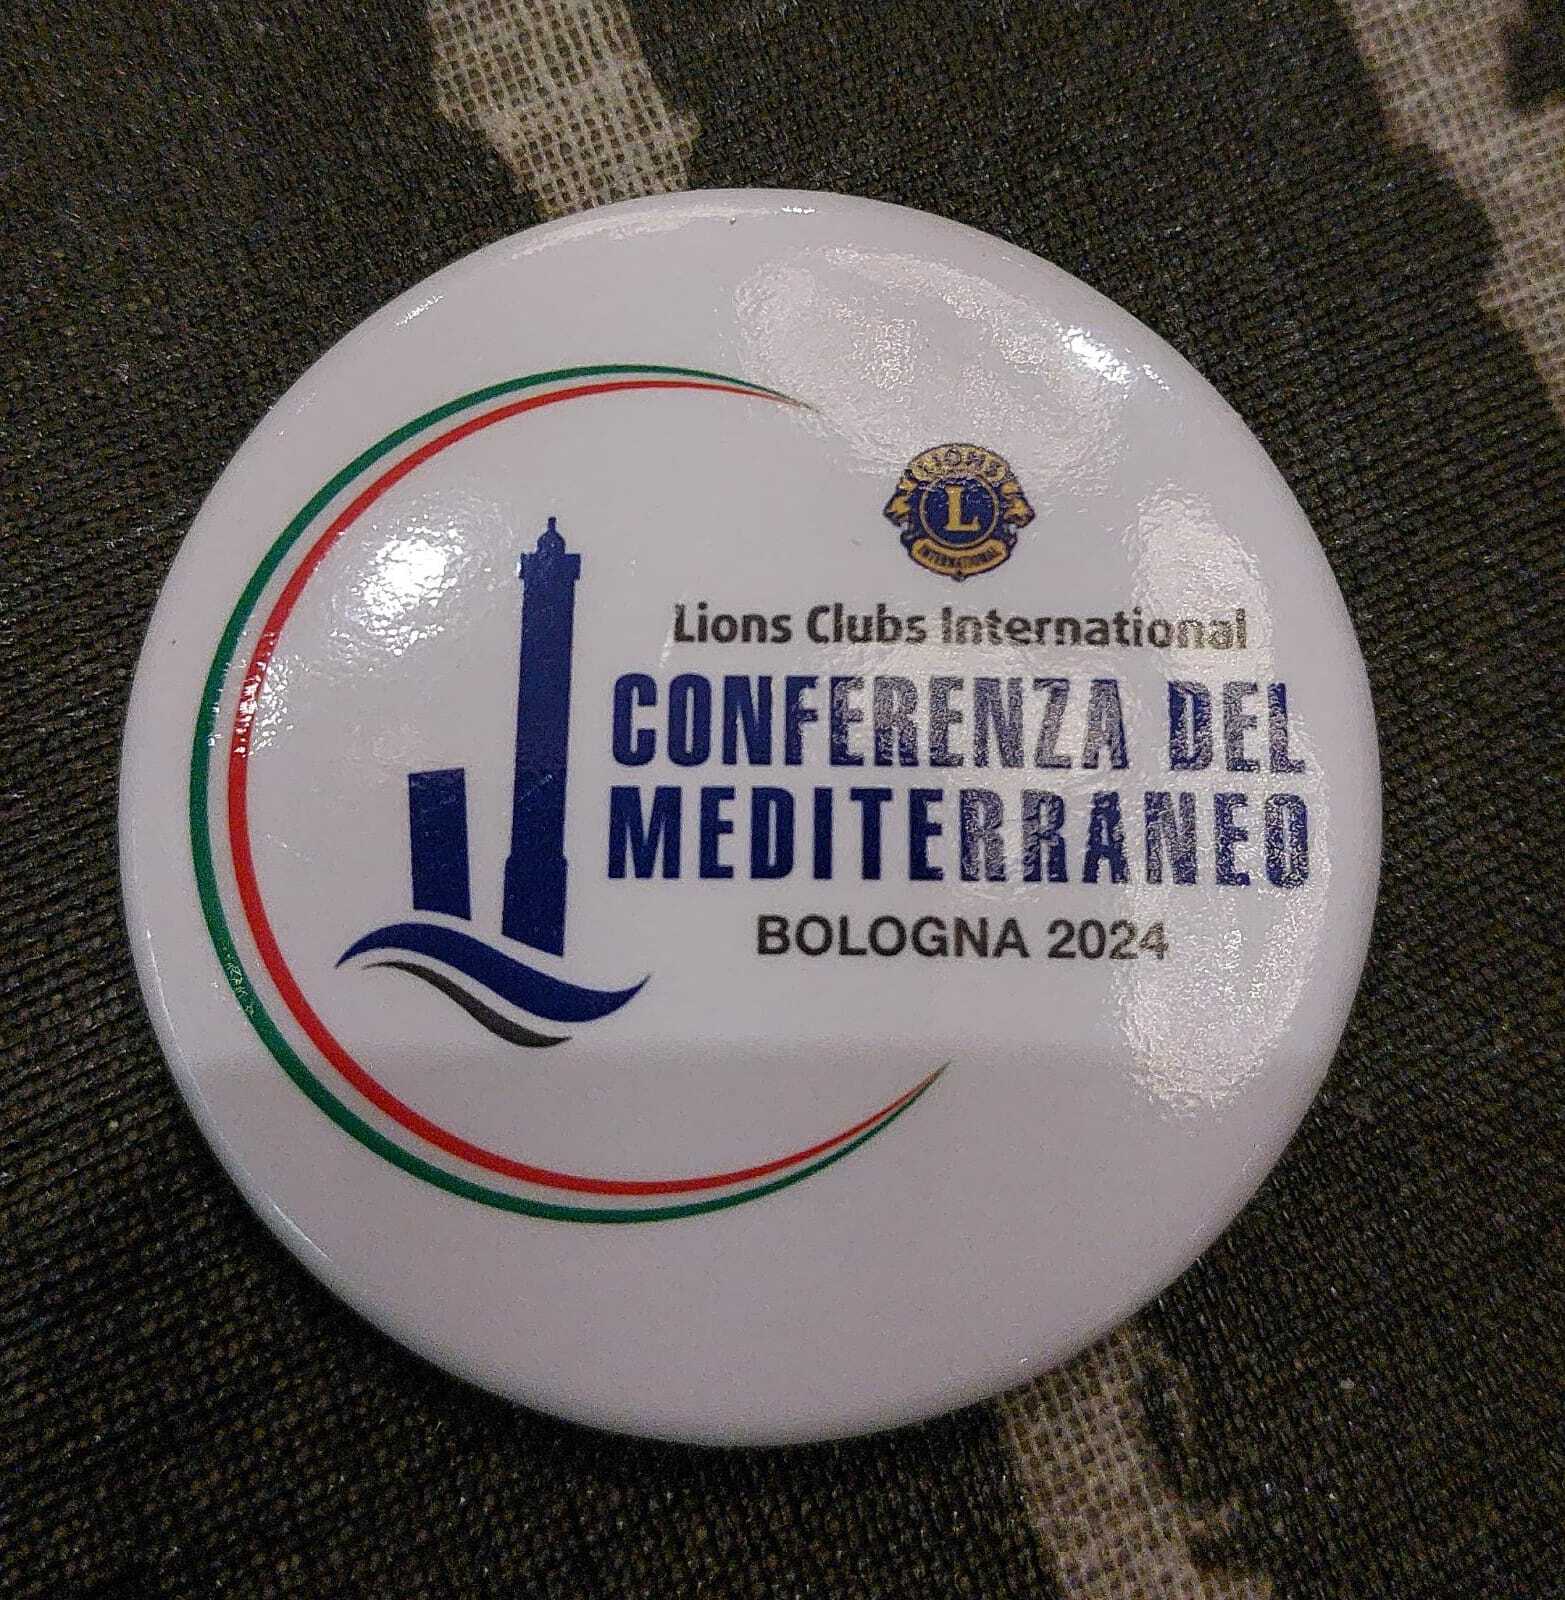 LIONS
L
INTERNATIONAL
Lions Clubs International
CONFERENZA DEL
MEDITERRANEO
BOLOGNA 2024